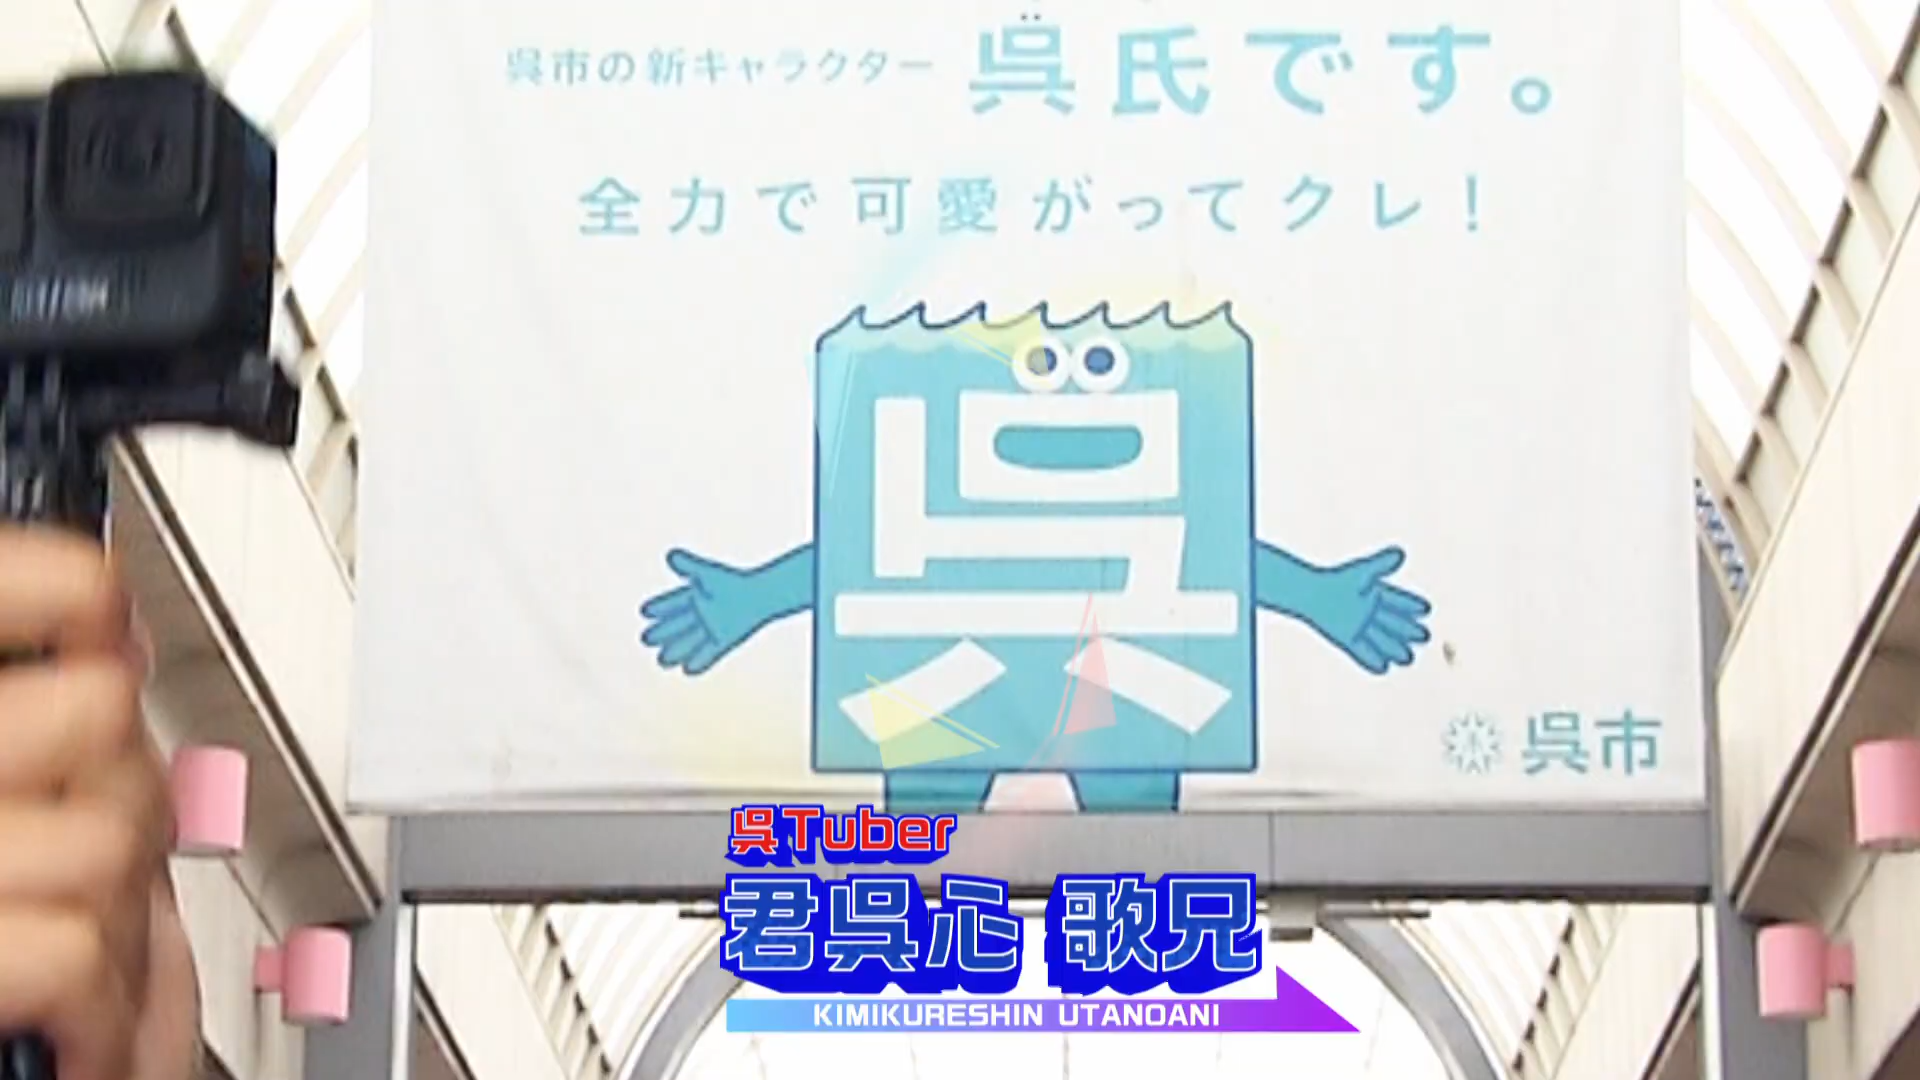 呉市の新キャラクター 呉氏です。
全力で可愛がってクレ！
呉
呉市
呉Tuber
君呉心 歌兄
KIMIKURESHIN UTANOANI